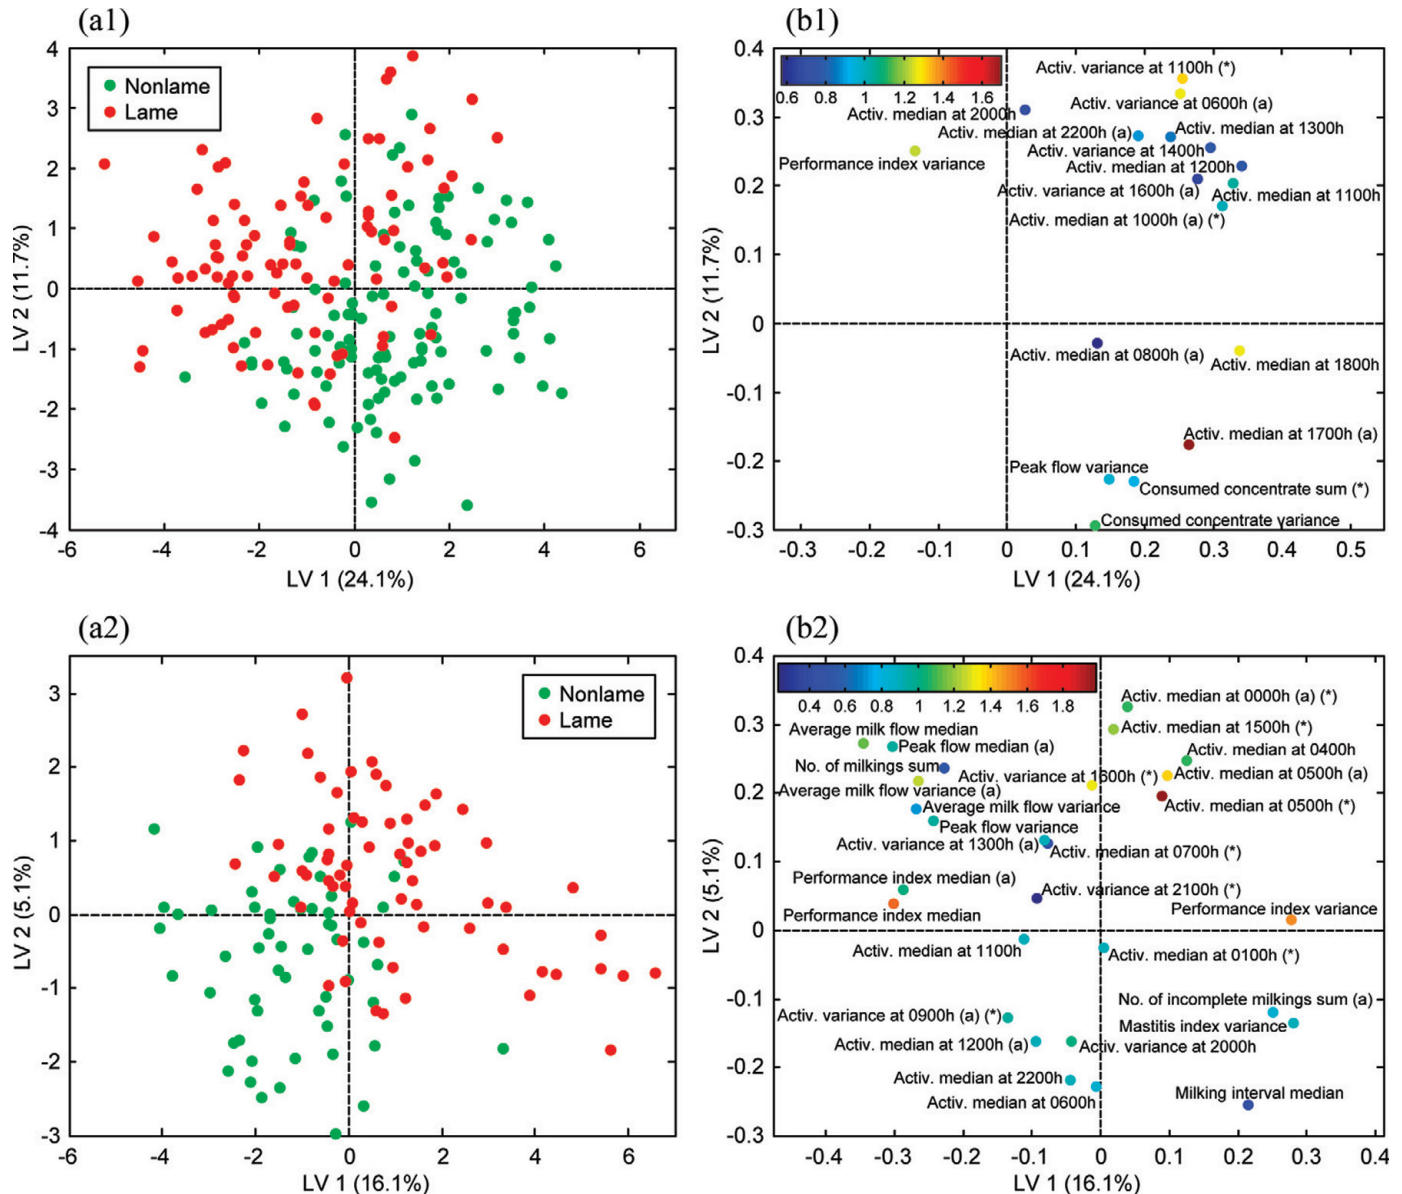 (a1)
4
3
2
1
0
-1
-2
-3
-4
-6
-4
-2
0
2
4
6
LV 2 (11.7%)
LV 1 (24.1%)
Nonlame
Lame
(b1)
0.4
0.3
0.2
0.1
0
-0.1
-0.2
-0.3
-0.3
-0.2
-0.1
0
0.1
0.2
0.3
0.4
0.5
LV 2 (11.7%)
LV 1 (24.1%)
0.6 0.8 1 1.2 1.4 1.6
Activ. variance at 1100h (*)
Activ. variance at 0600h (a)
Activ. median at 2000h
Activ. median at 2200h (a)
Activ. median at 1300h
Activ. variance at 1400h
Performance index variance
Activ. median at 1200h
Activ. variance at 1600h (a)
Activ. median at 1100h
Activ. median at 1000h (a) (*)
Activ. median at 0800h (a)
Activ. median at 1800h
Activ. median at 1700h (a)
Peak flow variance
Consumed concentrate sum (*)
Consumed concentrate variance
(a2)
3
2
1
0
-1
-2
-3
-6
-4
-2
0
2
4
6
LV 2 (5.1%)
LV 1 (16.1%)
Nonlame
Lame
(b2)
0.4
0.3
0.2
0.1
0
-0.1
-0.2
-0.3
-0.4
-0.3
-0.2
-0.1
0
0.1
0.2
0.3
0.4
LV 2 (5.1%)
LV 1 (16.1%)
0.4 0.6 0.8 1 1.2 1.4 1.6 1.8
Activ. median at 0000h (a) (*)
Average milk flow median
Activ. median at 1500h (*)
Peak flow median (a)
Activ. median at 0400h
No. of milkings sum
Activ. variance at 1600h (*)
Activ. median at 0500h (a)
Average milk flow variance (a)
Average milk flow variance
Activ. median at 0500h (*)
Peak flow variance
Activ. variance at 1300h (a)
Activ. median at 0700h (*)
Performance index median (a)
Activ. variance at 2100h (*)
Performance index median
Performance index variance
Activ. median at 1100h
Activ. median at 0100h (*)
No. of incomplete milkings sum (a)
Activ. variance at 0900h (a) (*)
Mastitis index variance
Activ. median at 1200h (a)
Activ. variance at 2000h
Activ. median at 2200h
Milking interval median
Activ. median at 0600h